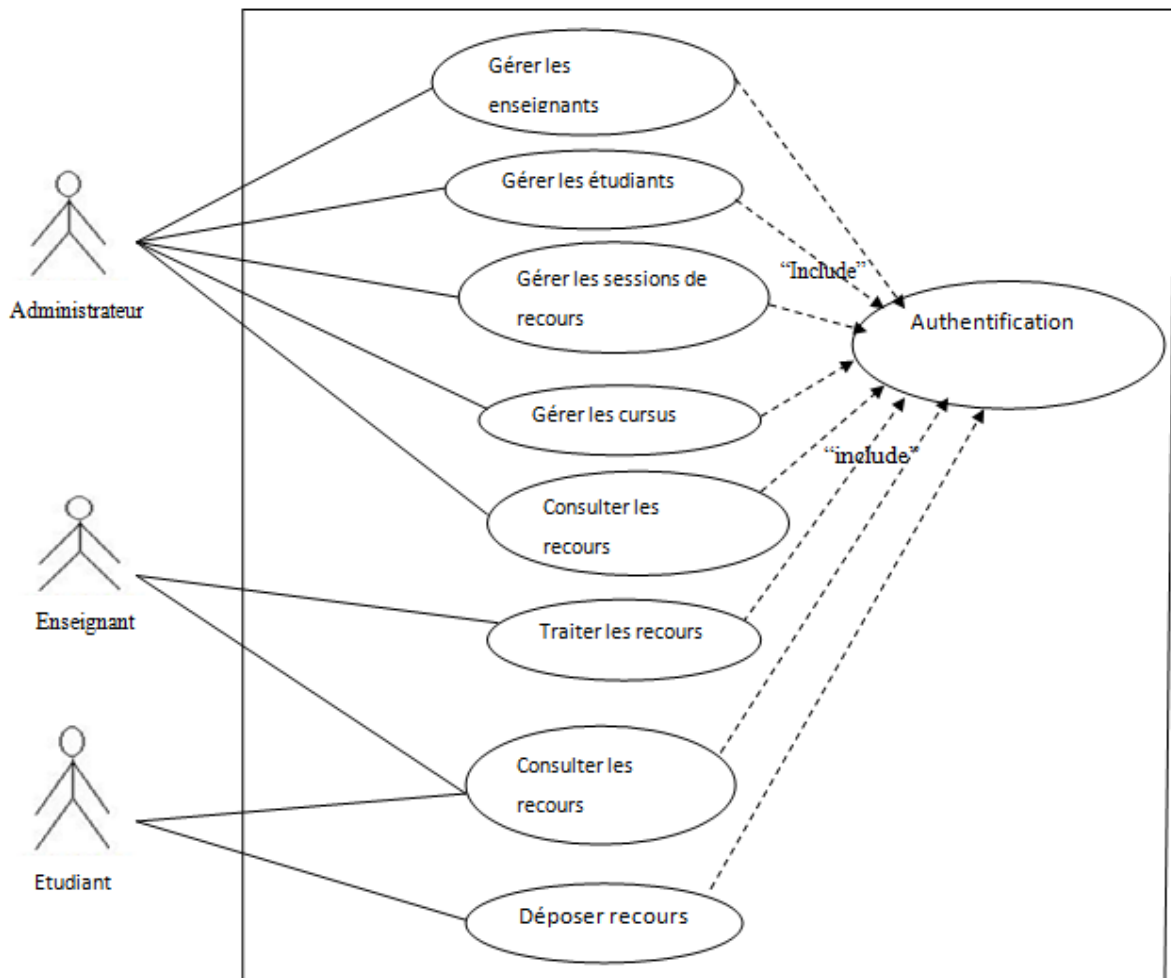 Gérer les
enseignants
Gérer les étudiants
“Include”
Gérer les sessions de
recours
Administrateur
Authentification
Gérer les cursus
“include”
Consulter les
recours
Enseignant
Traiter les recours
Consulter les
recours
Etudiant
Déposer recours